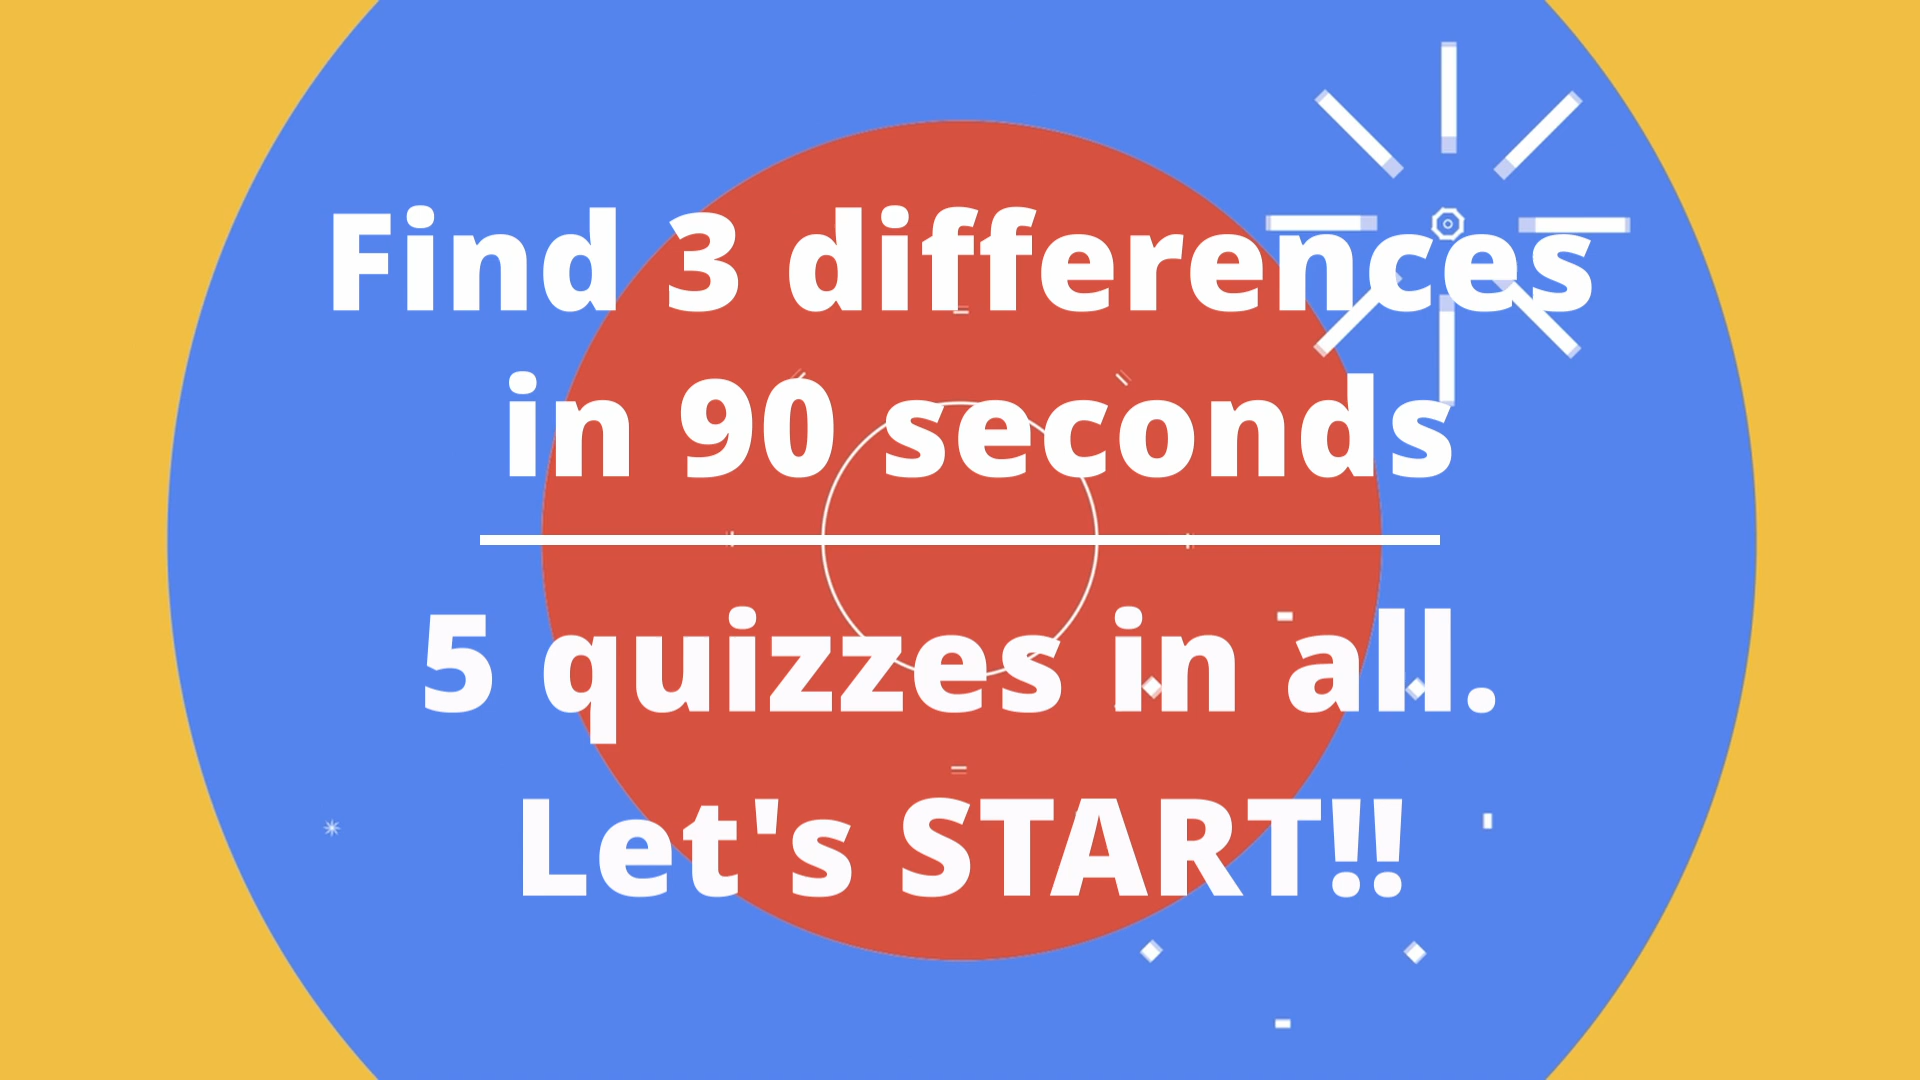 Find 3 differences
in 90 seconds
5 quizzes in all.
Let's START!!